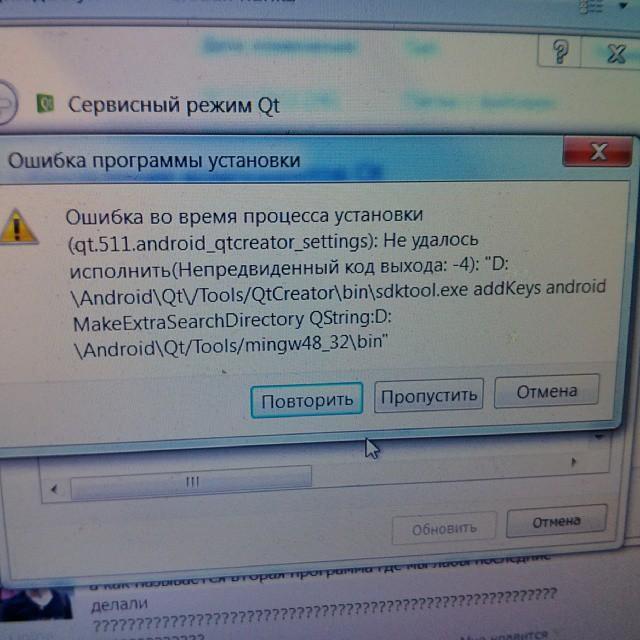 Сервисный режим Qt
Ошибка программы установки
Ошибка во время процесса установки
(qt.511.android_qtcreator_settings): Не удалось
исполнить(Непредвиденный код выхода: -4): "D:
\Android\Qt\/Tools/QtCreator\bin\sdktool.exe addKeys android
MakeExtraSearchDirectory QString:D:
\Android\Qt/Tools/mingw48_32\bin"
Повторить Пропустить Отмена
Обновить Отмена
а как называется вторая программа где мы лабы последние
делали